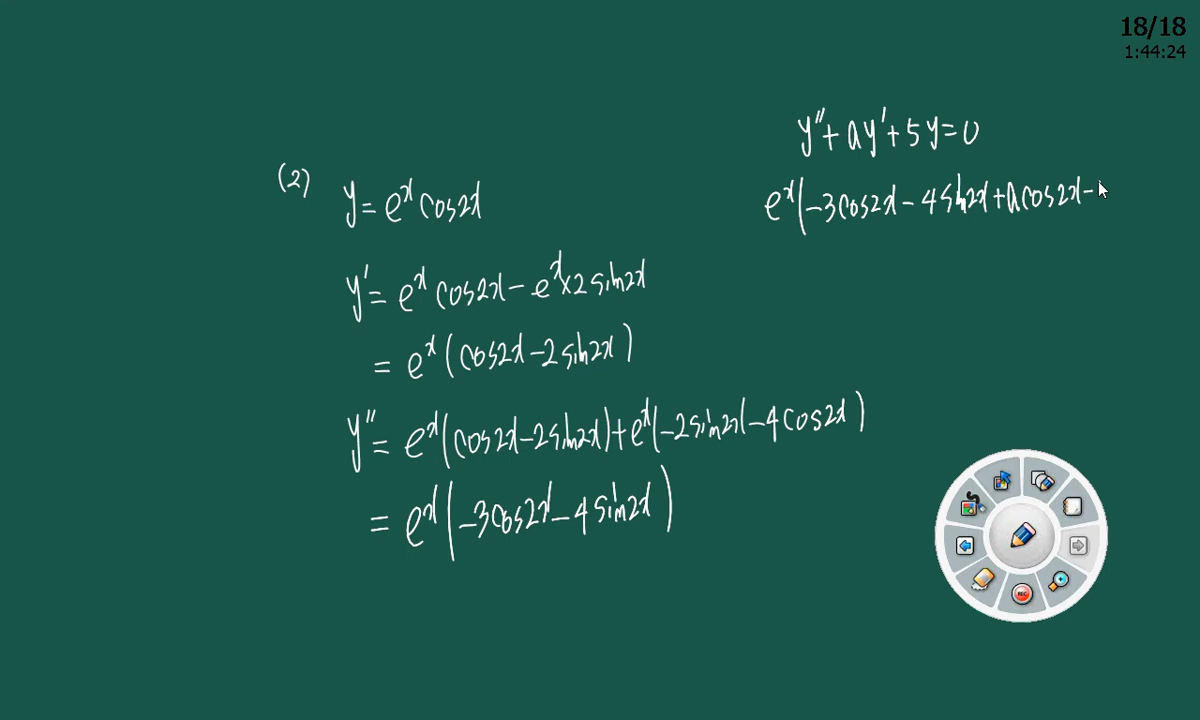 18/18
1:44:24
y''+ay'+5y=0
(2)
y=e^x cos2x
e^x(-3cos2x-4sin2x+acos2x-
y'=e^x cos2x-e^x×2sin2x
=e^x(cos2x-2sin2x)
y''=e^x(cos2x-2sin2x)+e^x(-2sin2x-4cos2x)
=e^x(-3cos2x-4sin2x)
REC